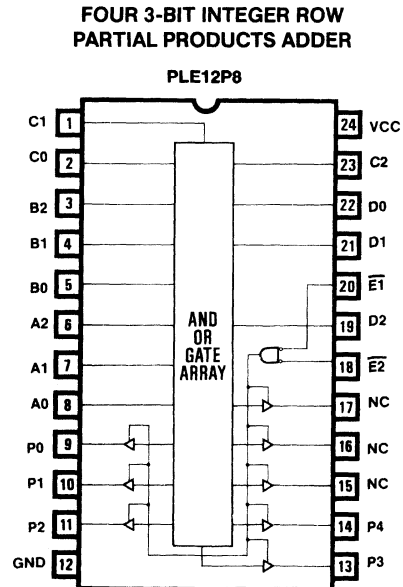 FOUR 3-BIT INTEGER ROW
PARTIAL PRODUCTS ADDER
PLE12P8
C1 1 24 VCC
C0 2 23 C2
B2 3 22 D0
B1 4 21 D1
B0 5 20 E1
A2 6 19 D2
A1 7 18 E2
A0 8 17 NC
P0 9 16 NC
P1 10 15 NC
P2 11 14 P4
GND 12 13 P3
AND
OR
GATE
ARRAY